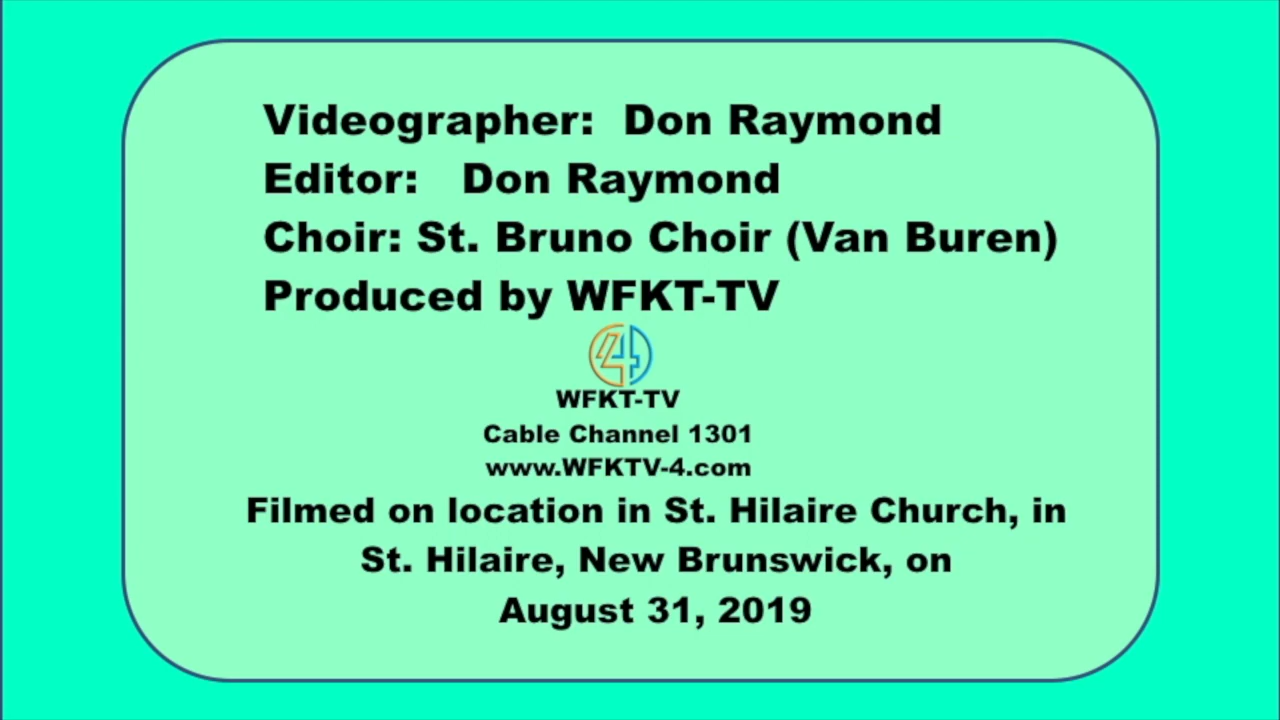 Videographer: Don Raymond
Editor: Don Raymond
Choir: St. Bruno Choir (Van Buren)
Produced by WFKT-TV
4
WFKT-TV
Cable Channel 1301
www.WFKTV-4.com
Filmed on location in St. Hilaire Church, in
St. Hilaire, New Brunswick, on
August 31, 2019